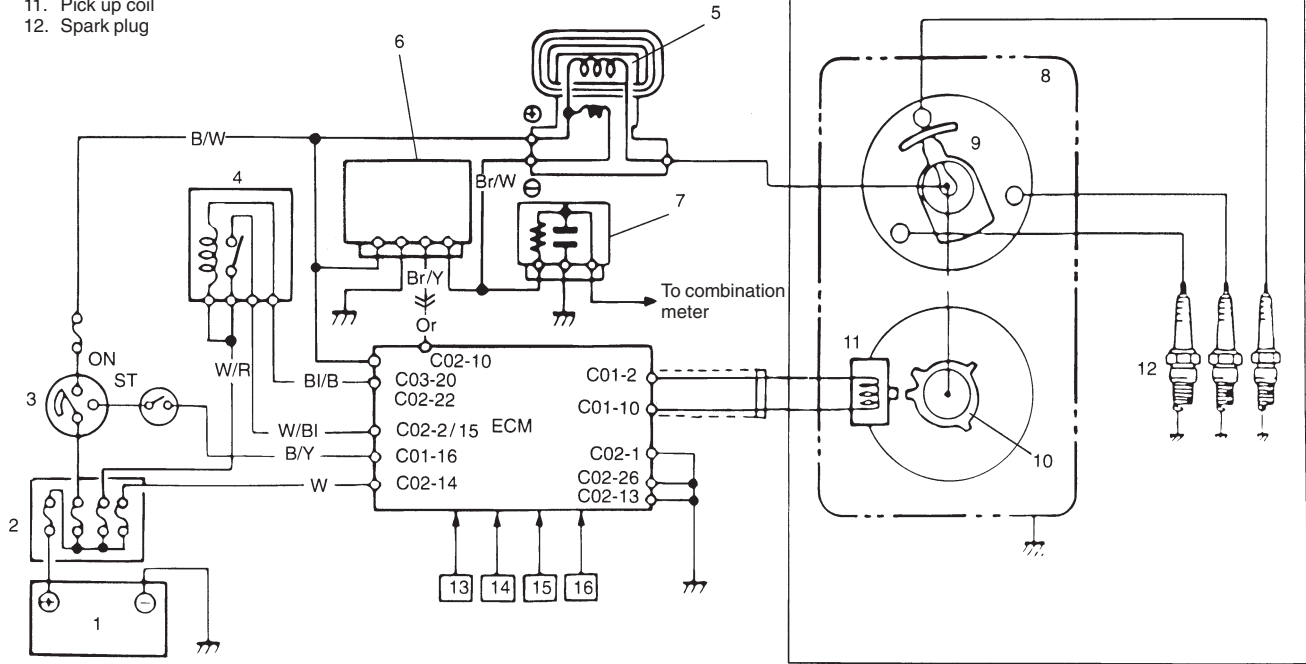 11. Pick up coil
12. Spark plug
5
6
8
B/W
⊕
9
4
Br/W
⊖
7
Br/Y
To combination
meter
Or
ON
11
C02-10
W/R
ST
Bl/B
C03-20
C01-2
12
3
C02-22
C01-10
W/Bl
C02-2/15
ECM
B/Y
C01-16
C02-1
10
W
C02-14
C02-26
C02-13
2
13
14
15
16
+
−
1